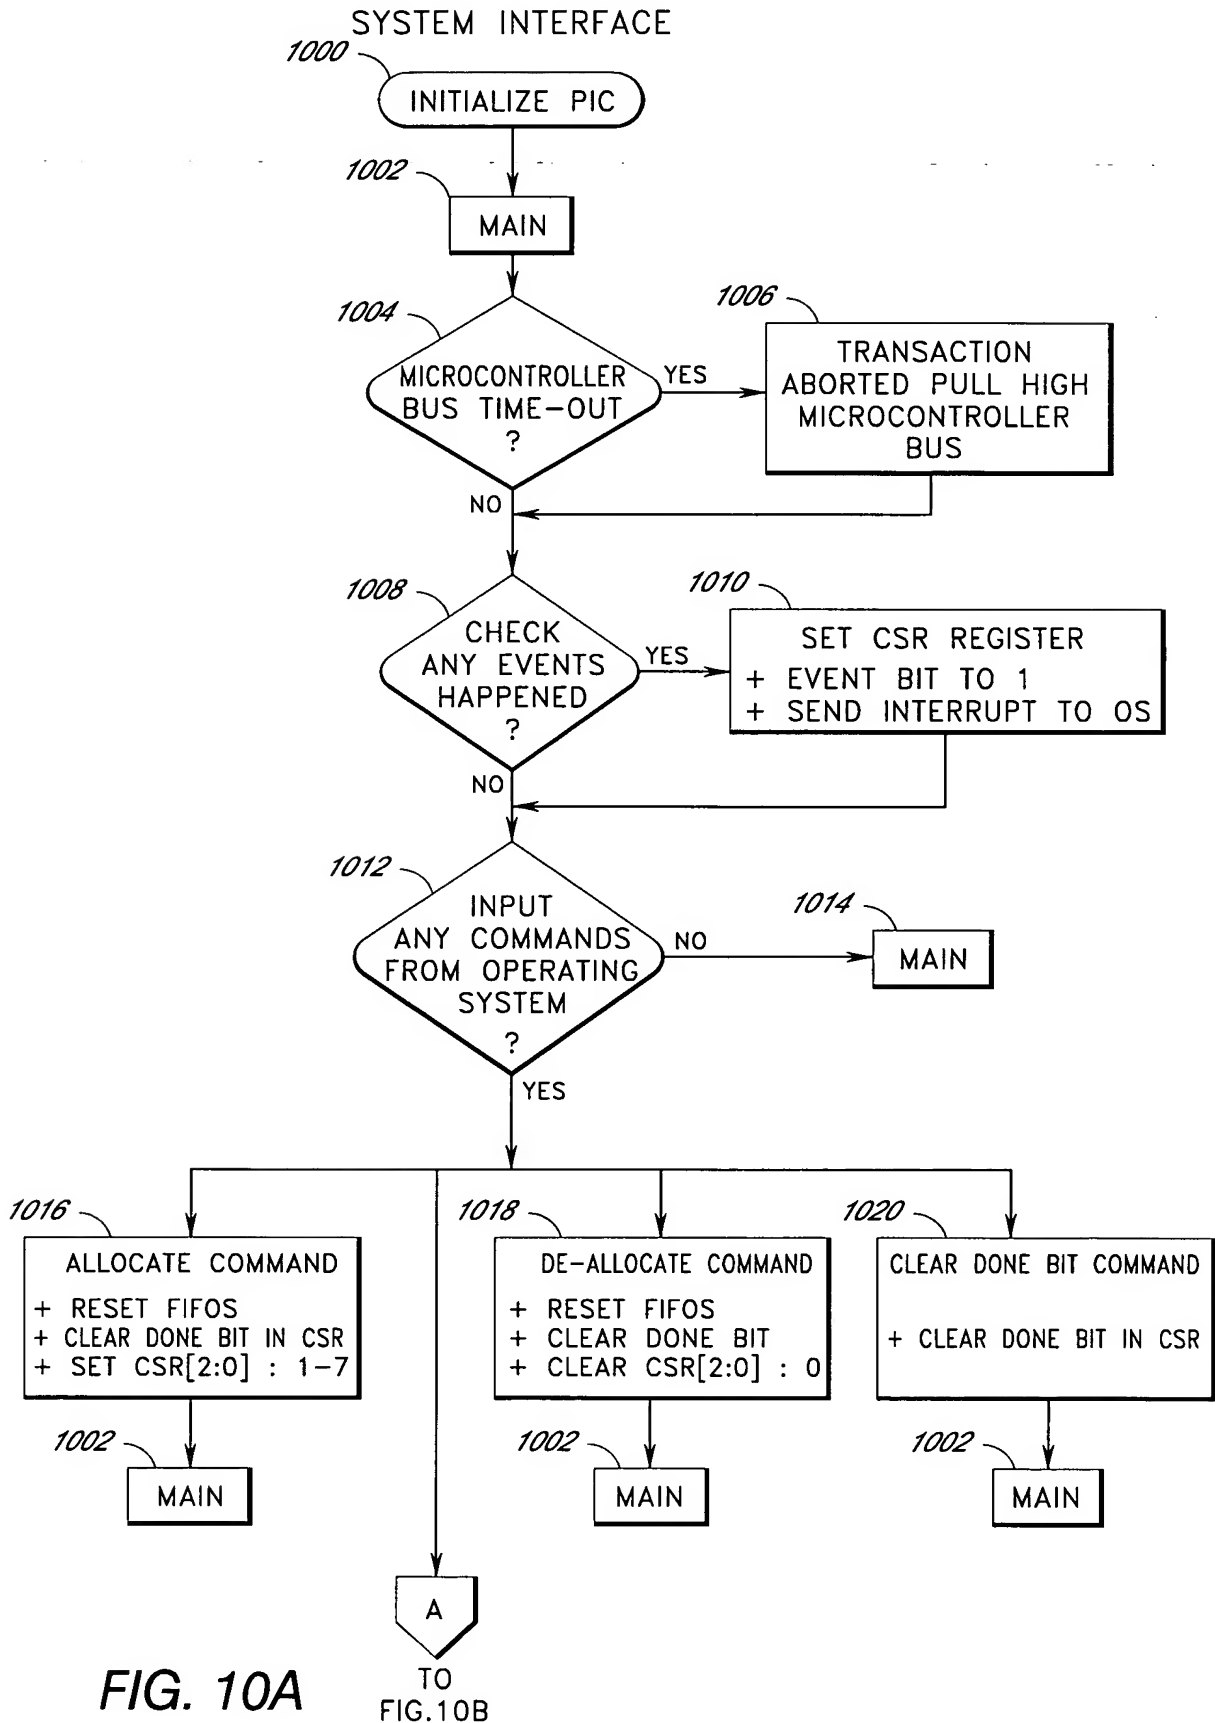 SYSTEM INTERFACE
1000
INITIALIZE PIC
1002
MAIN
1004
MICROCONTROLLER
BUS TIME-OUT
?
YES
NO
1006
TRANSACTION
ABORTED PULL HIGH
MICROCONTROLLER
BUS
1008
CHECK
ANY EVENTS
HAPPENED
?
YES
NO
1010
SET CSR REGISTER
+ EVENT BIT TO 1
+ SEND INTERRUPT TO OS
1012
INPUT
ANY COMMANDS
FROM OPERATING
SYSTEM
?
NO
YES
1014
MAIN
1016
ALLOCATE COMMAND
+ RESET FIFOS
+ CLEAR DONE BIT IN CSR
+ SET CSR[2:0] : 1-7
1002
MAIN
1018
DE-ALLOCATE COMMAND
+ RESET FIFOS
+ CLEAR DONE BIT
+ CLEAR CSR[2:0] : 0
1002
MAIN
1020
CLEAR DONE BIT COMMAND
+ CLEAR DONE BIT IN CSR
1002
MAIN
A
TO
FIG.10B
FIG. 10A